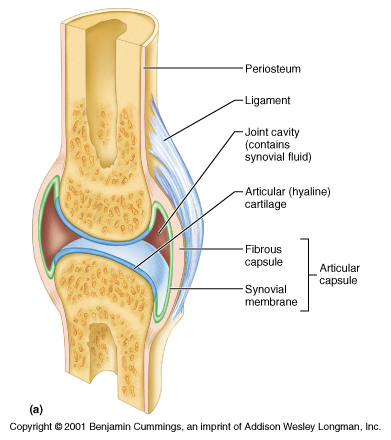 Periosteum
Ligament
Joint cavity
(contains
synovial fluid)
Articular (hyaline)
cartilage
Fibrous
capsule
Synovial
membrane
Articular
capsule
(a)
Copyright © 2001 Benjamin Cummings, an imprint of Addison Wesley Longman, Inc.